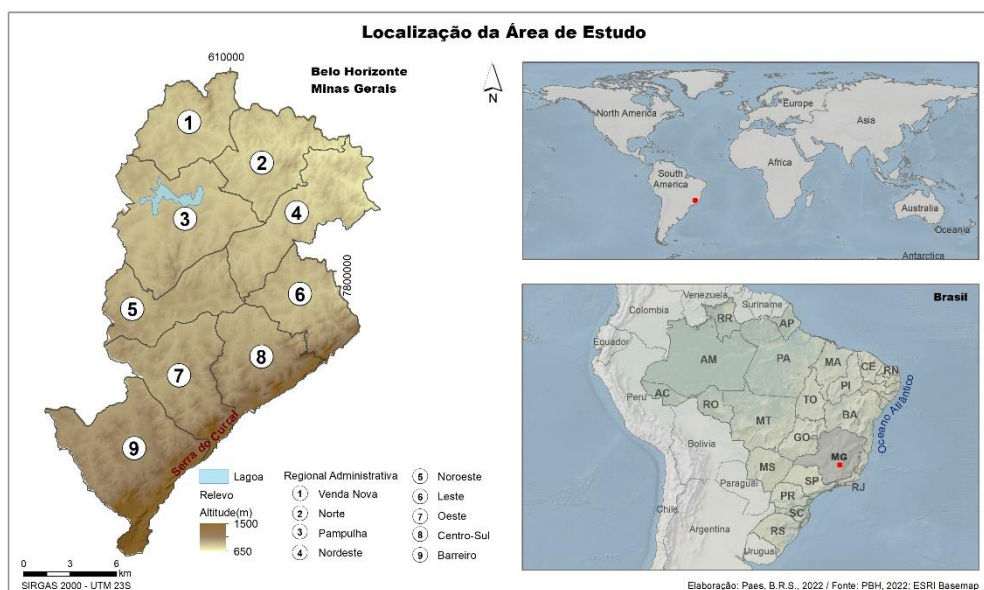 Localização da Área de Estudo
610000
Belo Horizonte
Minas Gerais
N
1
2
3
4
5
6
7
8
9
7800000
Serra do Curral
Lagoa
Relevo
Altitude(m)
1500
650
Regional Administrativa
1 Venda Nova
2 Norte
3 Pampulha
4 Nordeste
5 Noroeste
6 Leste
7 Oeste
8 Centro-Sul
9 Barreiro
0 1,5 3 6
km
SIRGAS 2000 - UTM 23S
North America
Europe
Asia
Africa
South
America
Australia
Oceania
Antarctica
Brasil
Venezuela
Suriname
Colombia
RR
AP
Equador
AM
PA
MA
CE
RN
Peru
AC
RO
TO
PI
MT
BA
Oceano Atlântico
Bolivia
GO
MG
MS
SP
RJ
Paraguai
PR
Chile
SC
Argentina
RS
Uruguai
Elaboração: Paes, B.R.S., 2022 / Fonte: PBH, 2022; ESRI Basemap